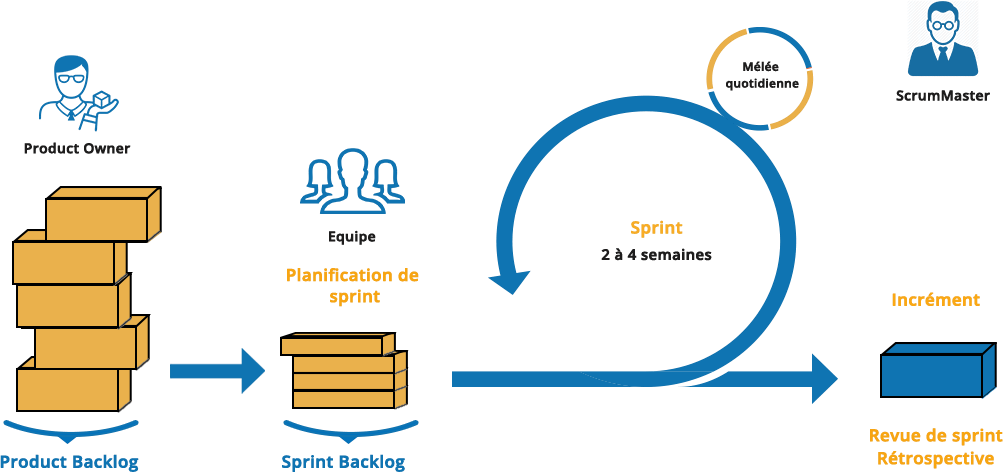 Product Owner
Product Backlog
Equipe
Planification de
sprint
Sprint Backlog
Mélée
quotidienne
Sprint
2 à 4 semaines
ScrumMaster
Incrément
Revue de sprint
Rétrospective